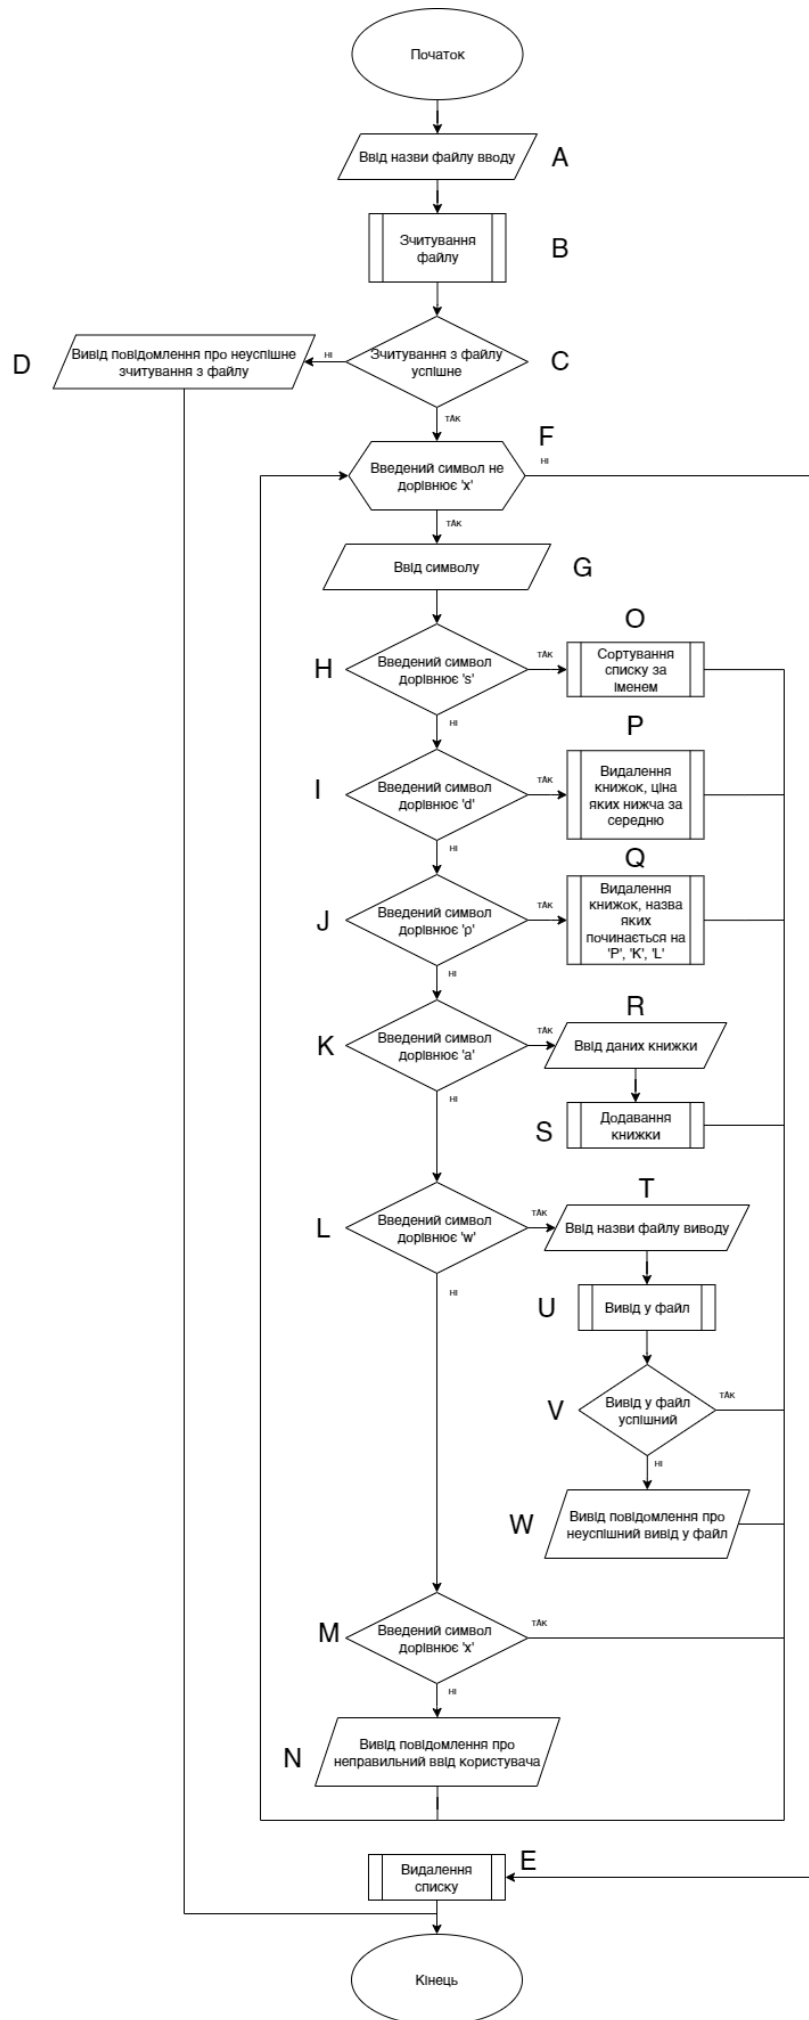 Початок
Ввід назви файлу вводу
A
Зчитування
файлу
B
D
Вивід повідомлення про неуспішне
зчитування з файлу
НІ
Зчитування з файлу
успішне
C
ТАК
F
НІ
Введений символ не
дорівнює 'x'
ТАК
Ввід символу
G
O
H
Введений символ
дорівнює 's'
ТАК
Сортування
списку за
іменем
НІ
P
I
Введений символ
дорівнює 'd'
ТАК
Видалення
книжок, ціна
яких нижча за
середню
НІ
Q
J
Введений символ
дорівнює 'p'
ТАК
Видалення
книжок, назва
яких
починається на
'P', 'K', 'L'
НІ
R
K
Введений символ
дорівнює 'a'
ТАК
Ввід даних книжки
НІ
S
Додавання
книжки
T
L
Введений символ
дорівнює 'w'
ТАК
Ввід назви файлу виводу
НІ
U
Вивід у файл
V
Вивід у файл
успішний
ТАК
НІ
W
Вивід повідомлення про
неуспішний вивід у файл
M
Введений символ
дорівнює 'x'
ТАК
НІ
N
Вивід повідомлення про
неправильний ввід користувача
E
Видалення
списку
Кінець